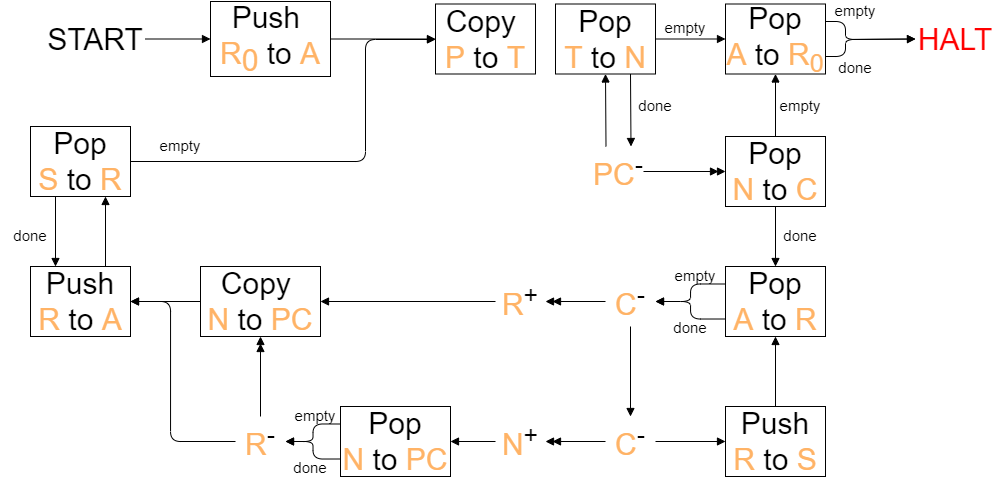 START
Push
R0 to A
Copy
P to T
Pop
T to N
empty
Pop
A to R0
empty
done
HALT
done
empty
Pop
S to R
empty
PC-
Pop
N to C
done
done
Push
R to A
Copy
N to PC
R+
C-
empty
done
Pop
A to R
R-
empty
done
Pop
N to PC
N+
C-
Push
R to S